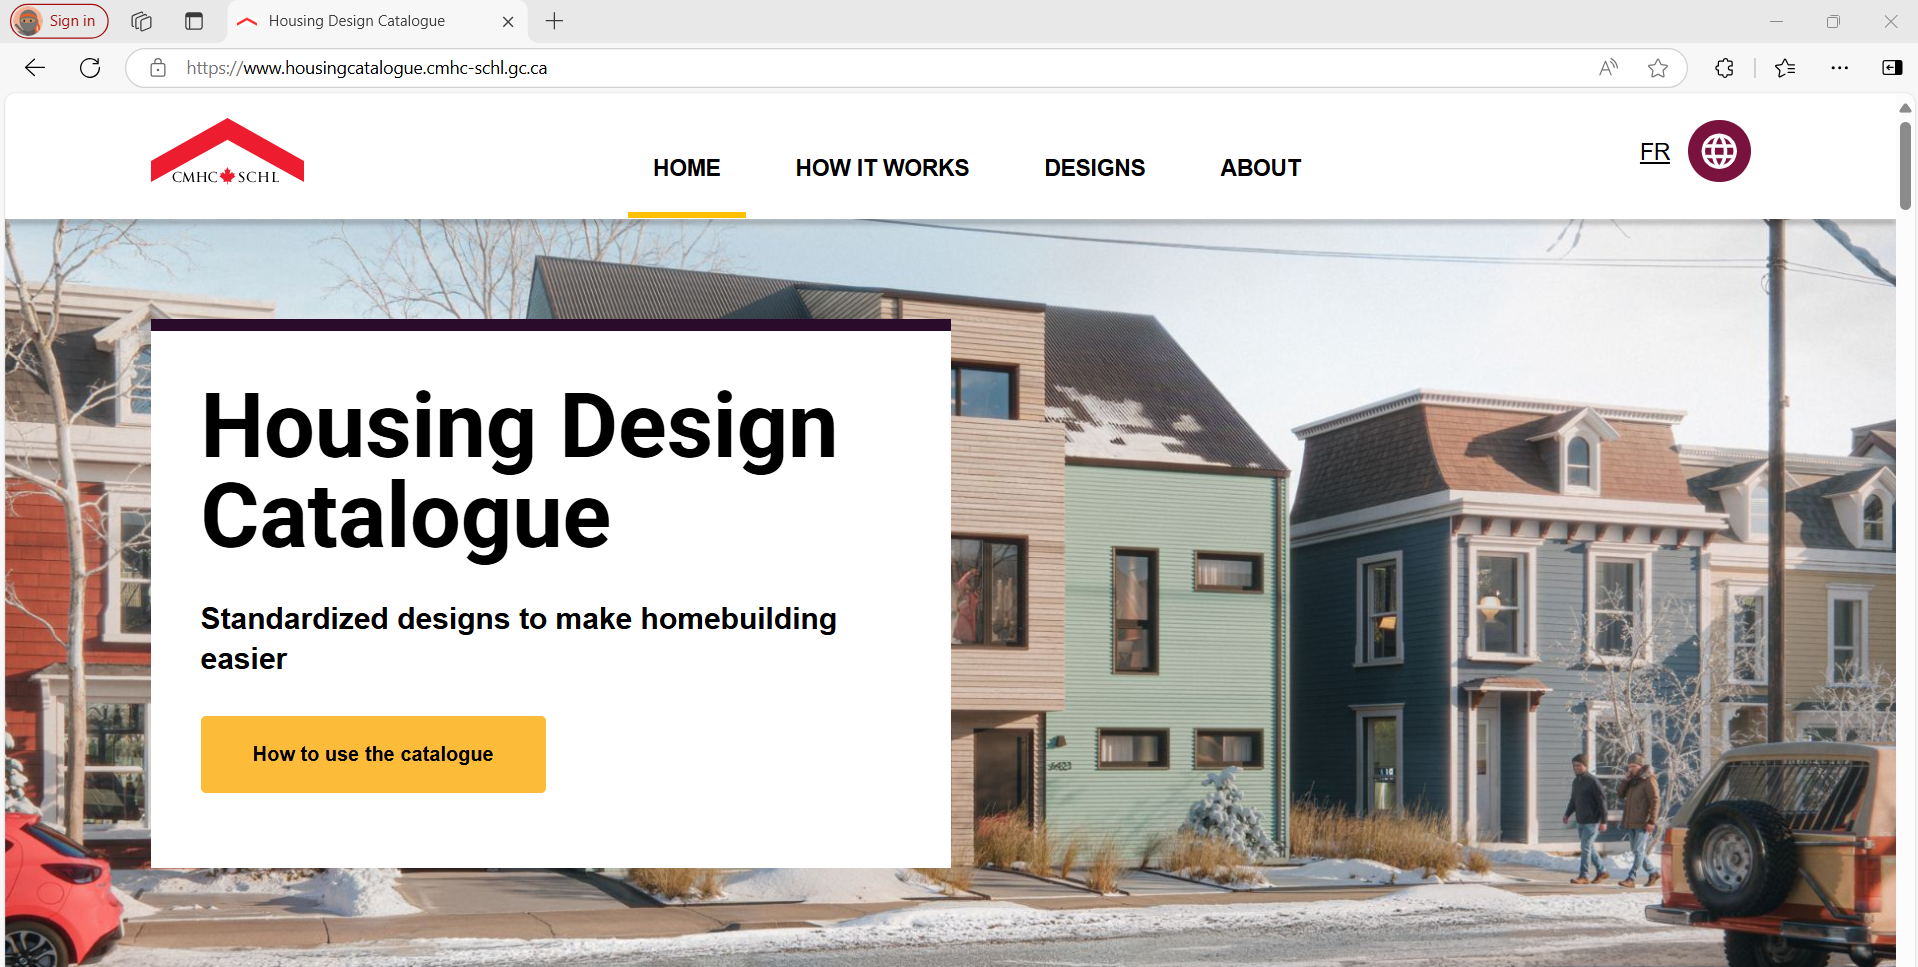 Sign in
Housing Design Catalogue
https://www.housingcatalogue.cmhc-schl.gc.ca
CMHC SCHL
HOME
HOW IT WORKS
DESIGNS
ABOUT
FR
Housing Design
Catalogue
Standardized designs to make homebuilding
easier
How to use the catalogue